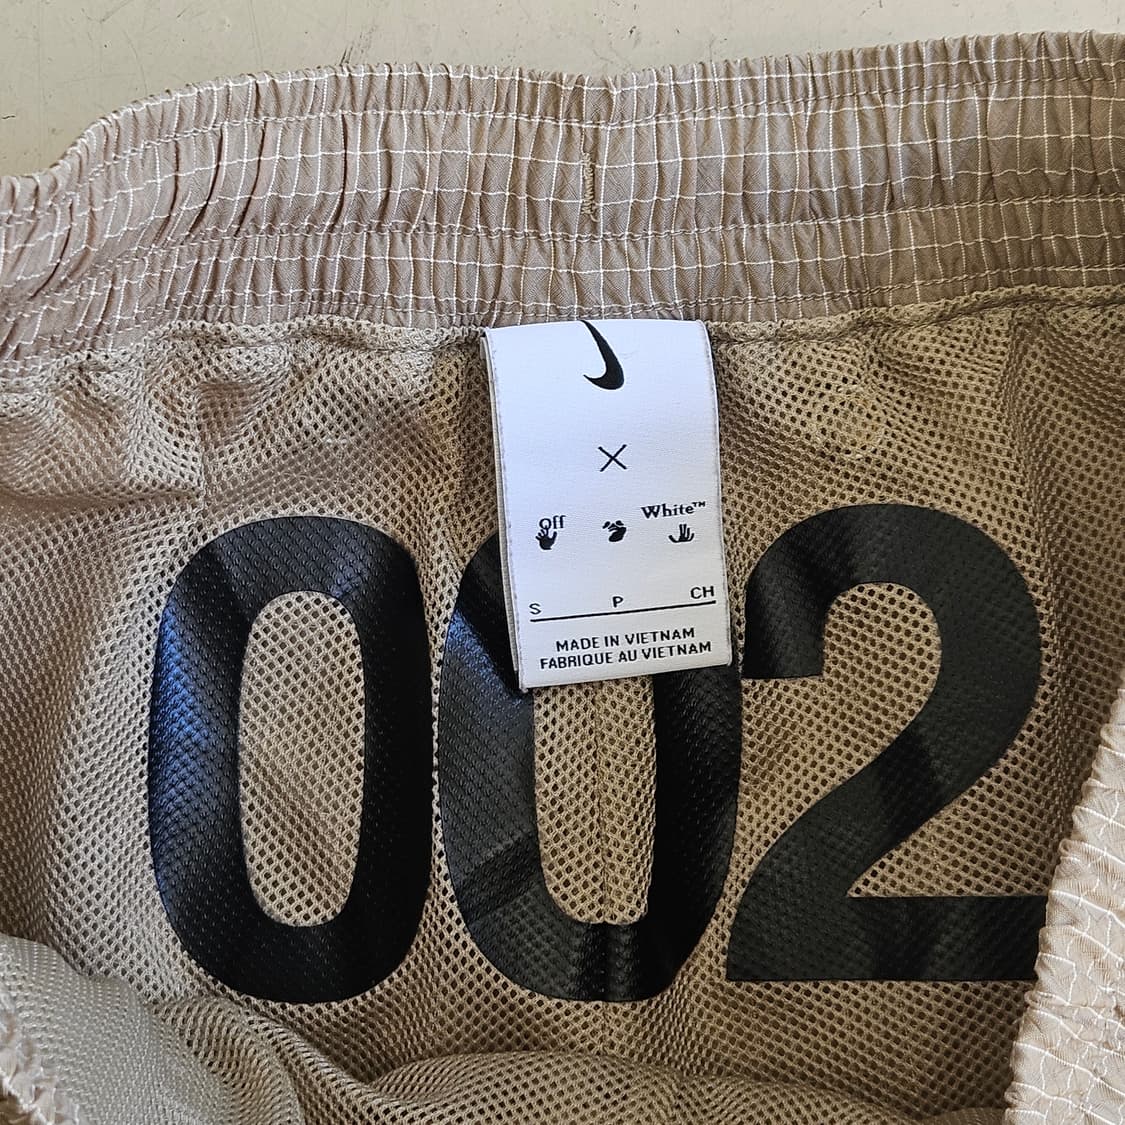 ×
Off White™
S P CH
MADE IN VIETNAM
FABRIQUE AU VIETNAM
002